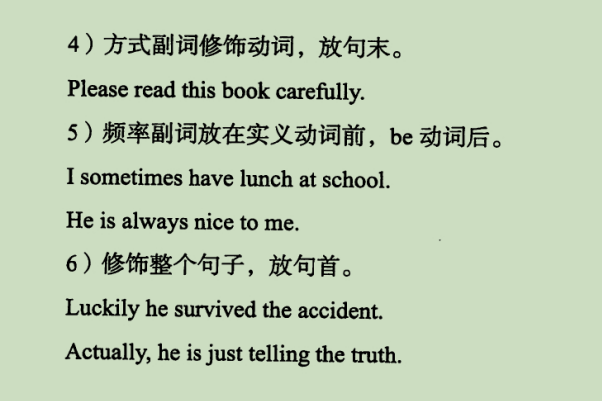 4）方式副词修饰动词，放句末。
Please read this book carefully.
5）频率副词放在实义动词前，be 动词后。
I sometimes have lunch at school.
He is always nice to me.
6）修饰整个句子，放句首。
Luckily he survived the accident.
Actually, he is just telling the truth.